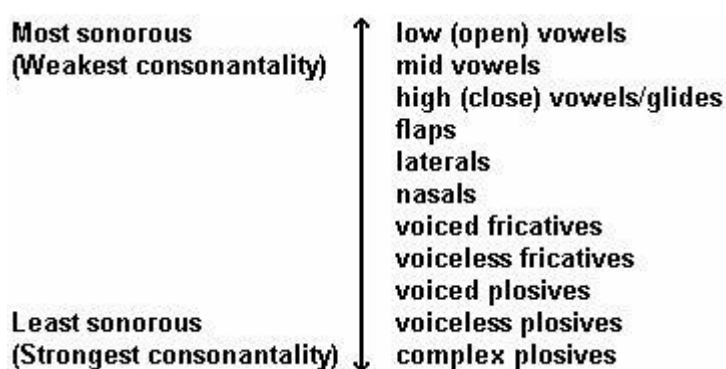 Most sonorous
(Weakest consonantality)
low (open) vowels
mid vowels
high (close) vowels/glides
flaps
laterals
nasals
voiced fricatives
voiceless fricatives
voiced plosives
voiceless plosives
complex plosives
Least sonorous
(Strongest consonantality)